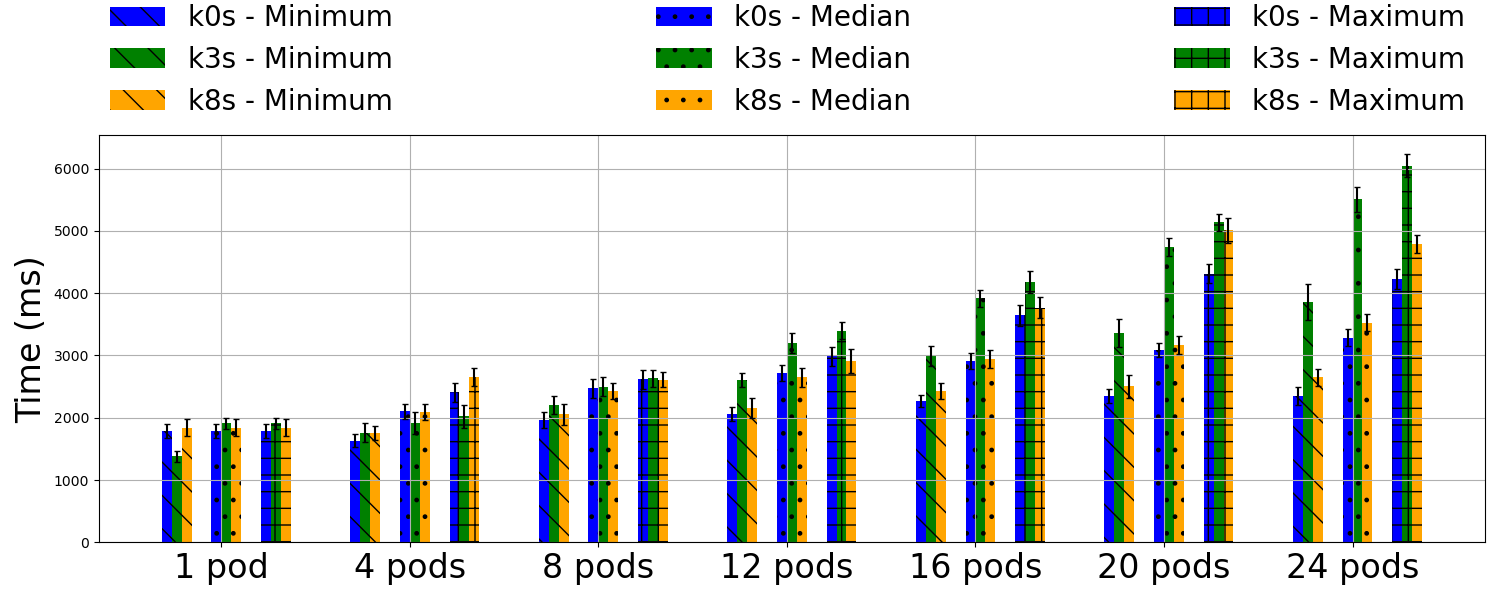 k0s - Minimum k0s - Median k0s - Maximum
k3s - Minimum k3s - Median k3s - Maximum
k8s - Minimum k8s - Median k8s - Maximum
6000
5000
4000
3000
2000
1000
0
Time (ms)
1 pod 4 pods 8 pods 12 pods 16 pods 20 pods 24 pods